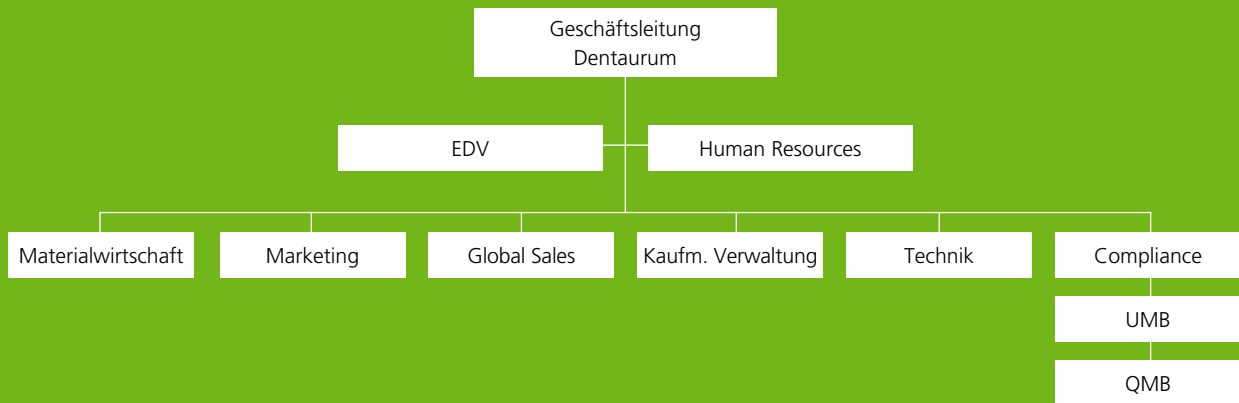 Geschäftsleitung
Dentaurum
EDV
Human Resources
Materialwirtschaft
Marketing
Global Sales
Kaufm. Verwaltung
Technik
Compliance
UMB
QMB